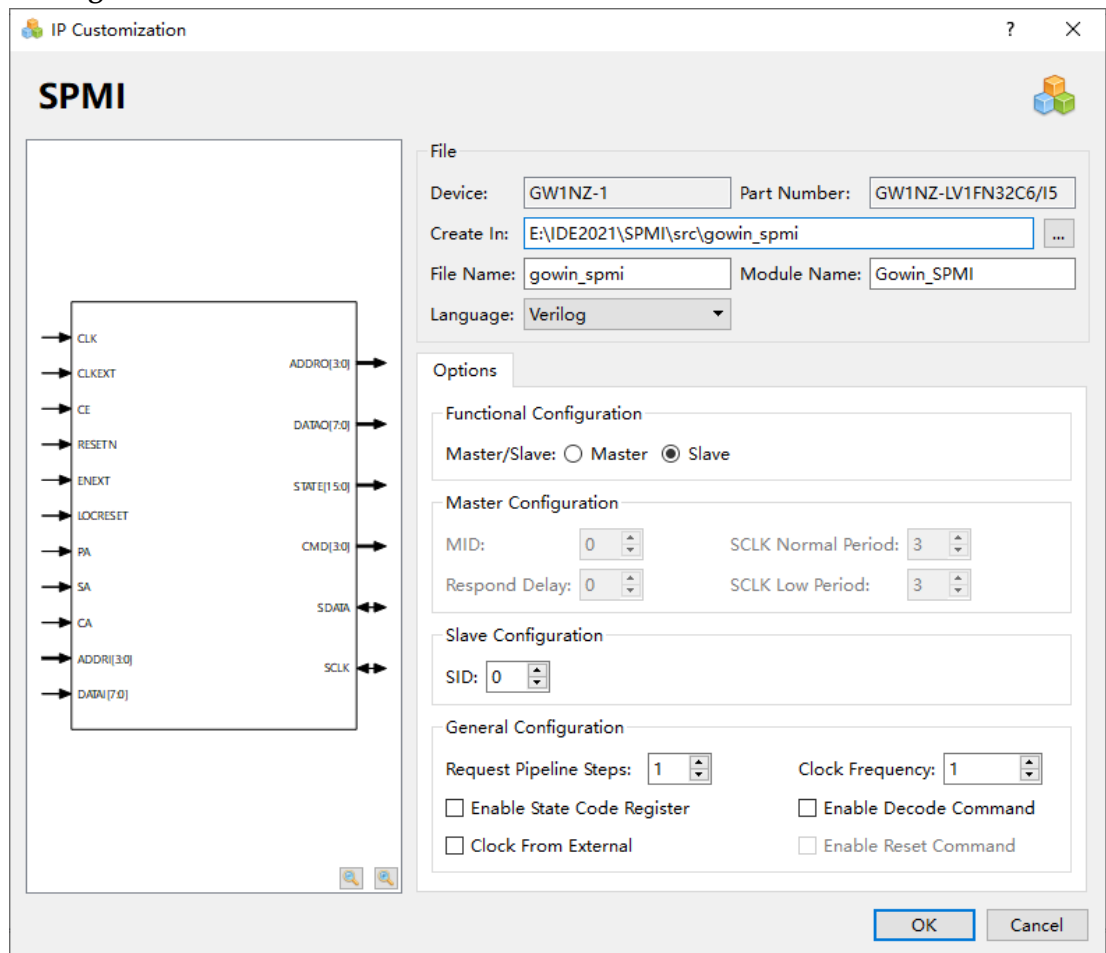 IP Customization ? ×
SPMI
CLK
CLKEXT
CE
RESETN
ENEXT
LOCRESET
PA
SA
CA
ADDRI[3:0]
DATAI[7:0]
ADDRO[3:0]
DATAO[7:0]
STATE[15:0]
CMD[3:0]
SDATA
SCLK
File
Device: GW1NZ-1 Part Number: GW1NZ-LV1FN32C6/I5
Create In: E:\IDE2021\SPMI\src\gowin_spmi ...
File Name: gowin_spmi Module Name: Gowin_SPMI
Language: Verilog
Options
Functional Configuration
Master/Slave: Master Slave
Master Configuration
MID: 0 SCLK Normal Period: 3
Respond Delay: 0 SCLK Low Period: 3
Slave Configuration
SID: 0
General Configuration
Request Pipeline Steps: 1 Clock Frequency: 1
Enable State Code Register Enable Decode Command
Clock From External Enable Reset Command
OK Cancel